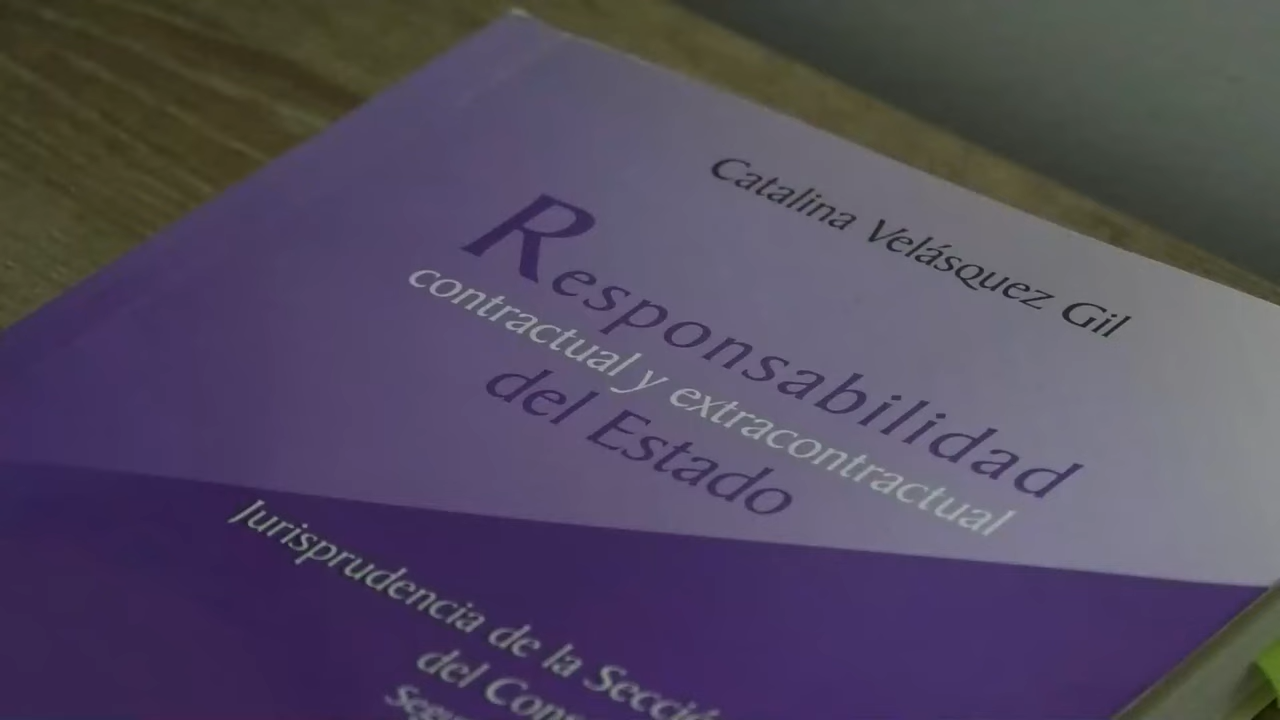 Catalina Velásquez Gil
Responsabilidad
contractual y extracontractual
del Estado
Jurisprudencia de la
del